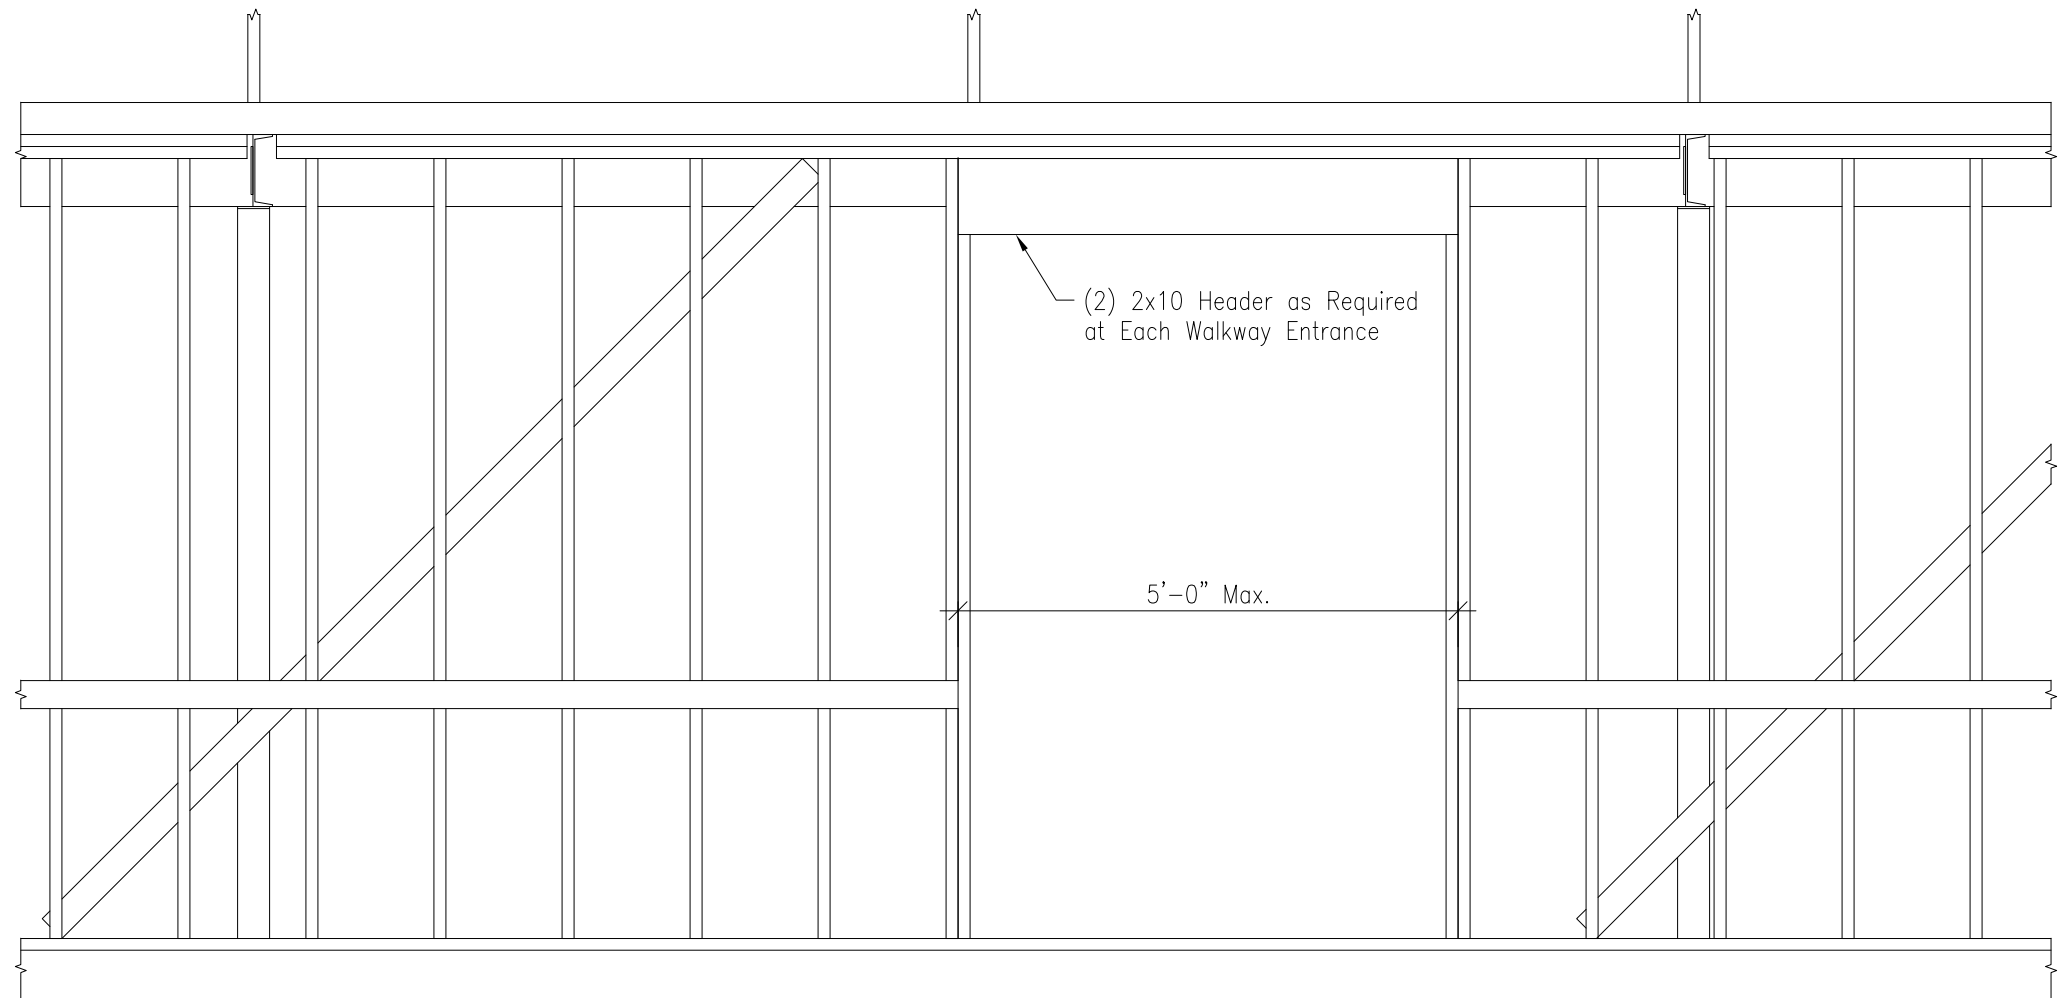 (2) 2x10 Header as Required
at Each Walkway Entrance
5'-0" Max.